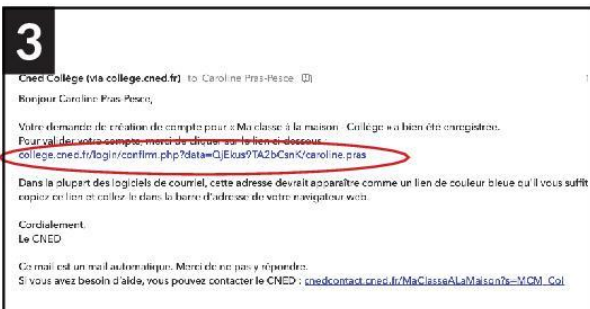 3
Cned Collège (via college.cned.fr) to Caroline Pras-Pesce
Bonjour Caroline Pras-Pesce,
Votre demande de création de compte pour « Ma classe à la maison - Collège » a bien été enregistrée.
Pour valider votre compte, merci de cliquer sur le lien ci-dessous
college.cned.fr/login/confirm.php?data=QjEkus9TA2bCsnK/caroline.pras
Dans la plupart des logiciels de courriel, cette adresse devrait apparaître comme un lien de couleur bleue qu'il vous suffit
copiez ce lien et collez-le dans la barre d'adresse de votre navigateur web.
Cordialement,
Le CNED
Ce mail est un mail automatique. Merci de ne pas y répondre.
Si vous avez besoin d'aide, vous pouvez contacter le CNED : cnedcontact.cned.fr/MaClasseALaMaison?s=MCM_Col